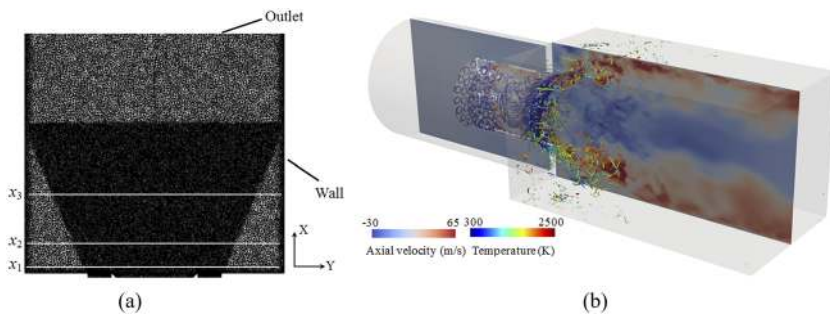 Outlet
Wall
x3
x2
x1
X
Y
(a)
-30 65 300 2500
Axial velocity (m/s) Temperature (K)
(b)